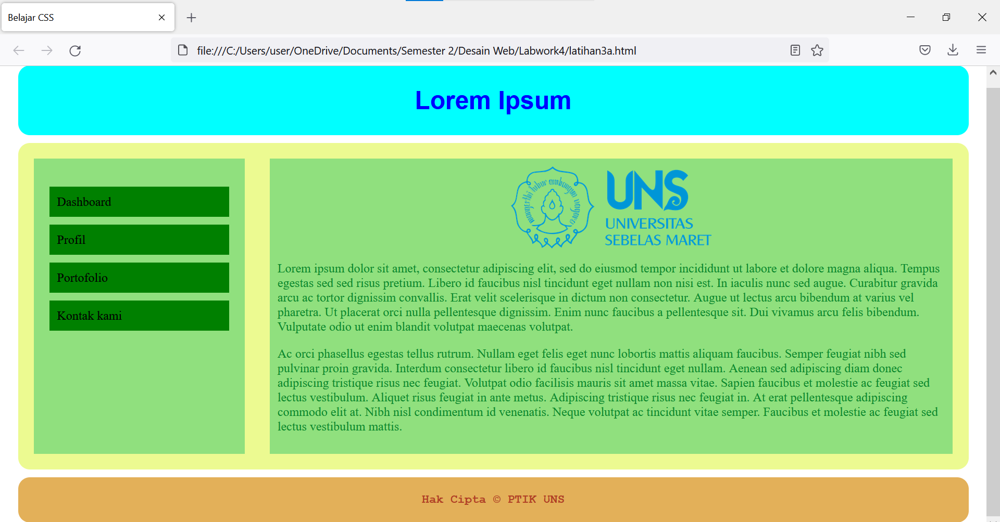 Belajar CSS
file:///C:/Users/user/OneDrive/Documents/Semester 2/Desain Web/Labwork4/latihan3a.html
Lorem Ipsum
Dashboard
Profil
Portofolio
Kontak kami
UNS
UNIVERSITAS
SEBELAS MARET
Lorem ipsum dolor sit amet, consectetur adipiscing elit, sed do eiusmod tempor incididunt ut labore et dolore magna aliqua. Tempus
egestas sed sed risus pretium. Libero id faucibus nisl tincidunt eget nullam non nisi est. In iaculis nunc sed augue. Curabitur gravida
arcu ac tortor dignissim convallis. Erat velit scelerisque in dictum non consectetur. Augue ut lectus arcu bibendum at varius vel
pharetra. Ut placerat orci nulla pellentesque dignissim. Enim nunc faucibus a pellentesque sit. Dui vivamus arcu felis bibendum.
Vulputate odio ut enim blandit volutpat maecenas volutpat.
Ac orci phasellus egestas tellus rutrum. Nullam eget felis eget nunc lobortis mattis aliquam faucibus. Semper feugiat nibh sed
pulvinar proin gravida. Interdum consectetur libero id faucibus nisl tincidunt eget nullam. Aenean sed adipiscing diam donec
adipiscing tristique risus nec feugiat. Volutpat odio facilisis mauris sit amet massa vitae. Sapien faucibus et molestie ac feugiat sed
lectus vestibulum. Aliquet risus feugiat in ante metus. Adipiscing tristique risus nec feugiat in. At erat pellentesque adipiscing
commodo elit at. Nibh nisl condimentum id venenatis. Neque volutpat ac tincidunt vitae semper. Faucibus et molestie ac feugiat sed
lectus vestibulum mattis.
Hak Cipta © PTIK UNS